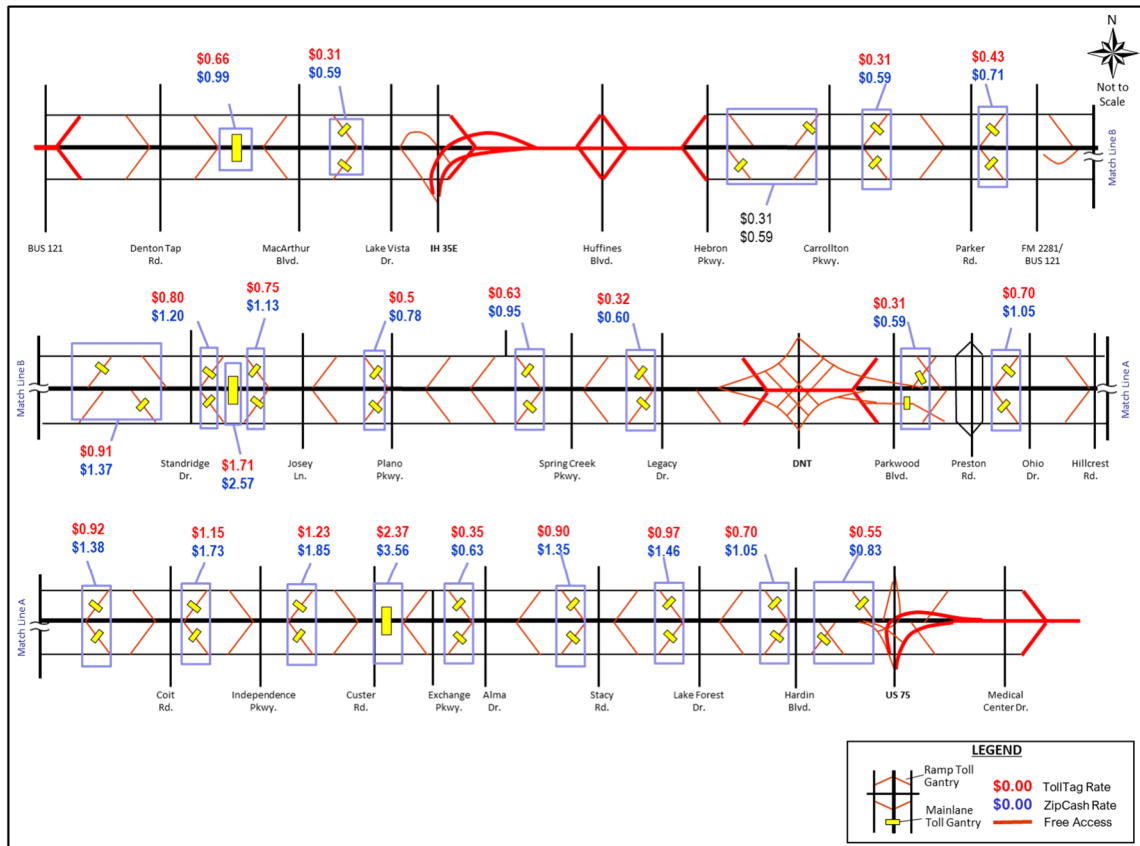 N
Not to
Scale
$0.66
$0.99
$0.31
$0.59
$0.31
$0.59
$0.43
$0.71
Match Line B
$0.31
$0.59
BUS 121
Denton Tap
Rd.
MacArthur
Blvd.
Lake Vista
Dr.
IH 35E
Huffines
Blvd.
Hebron
Pkwy.
Carrollton
Pkwy.
Parker
Rd.
FM 2281/
BUS 121
$0.80
$1.20
$0.75
$1.13
$0.5
$0.78
$0.63
$0.95
$0.32
$0.60
$0.31
$0.59
$0.70
$1.05
Match Line B
Match Line A
$0.91
$1.37
Standridge
Dr.
$1.71
$2.57
Josey
Ln.
Plano
Pkwy.
Spring Creek
Pkwy.
Legacy
Dr.
DNT
Parkwood
Blvd.
Preston
Rd.
Ohio
Dr.
Hillcrest
Rd.
$0.92
$1.38
$1.15
$1.73
$1.23
$1.85
$2.37
$3.56
$0.35
$0.63
$0.90
$1.35
$0.97
$1.46
$0.70
$1.05
$0.55
$0.83
Match Line A
Coit
Rd.
Independence
Pkwy.
Custer
Rd.
Exchange
Pkwy.
Alma
Dr.
Stacy
Rd.
Lake Forest
Dr.
Hardin
Blvd.
US 75
Medical
Center Dr.
LEGEND
Ramp Toll
Gantry
Mainlane
Toll Gantry
$0.00 TollTag Rate
$0.00 ZipCash Rate
Free Access